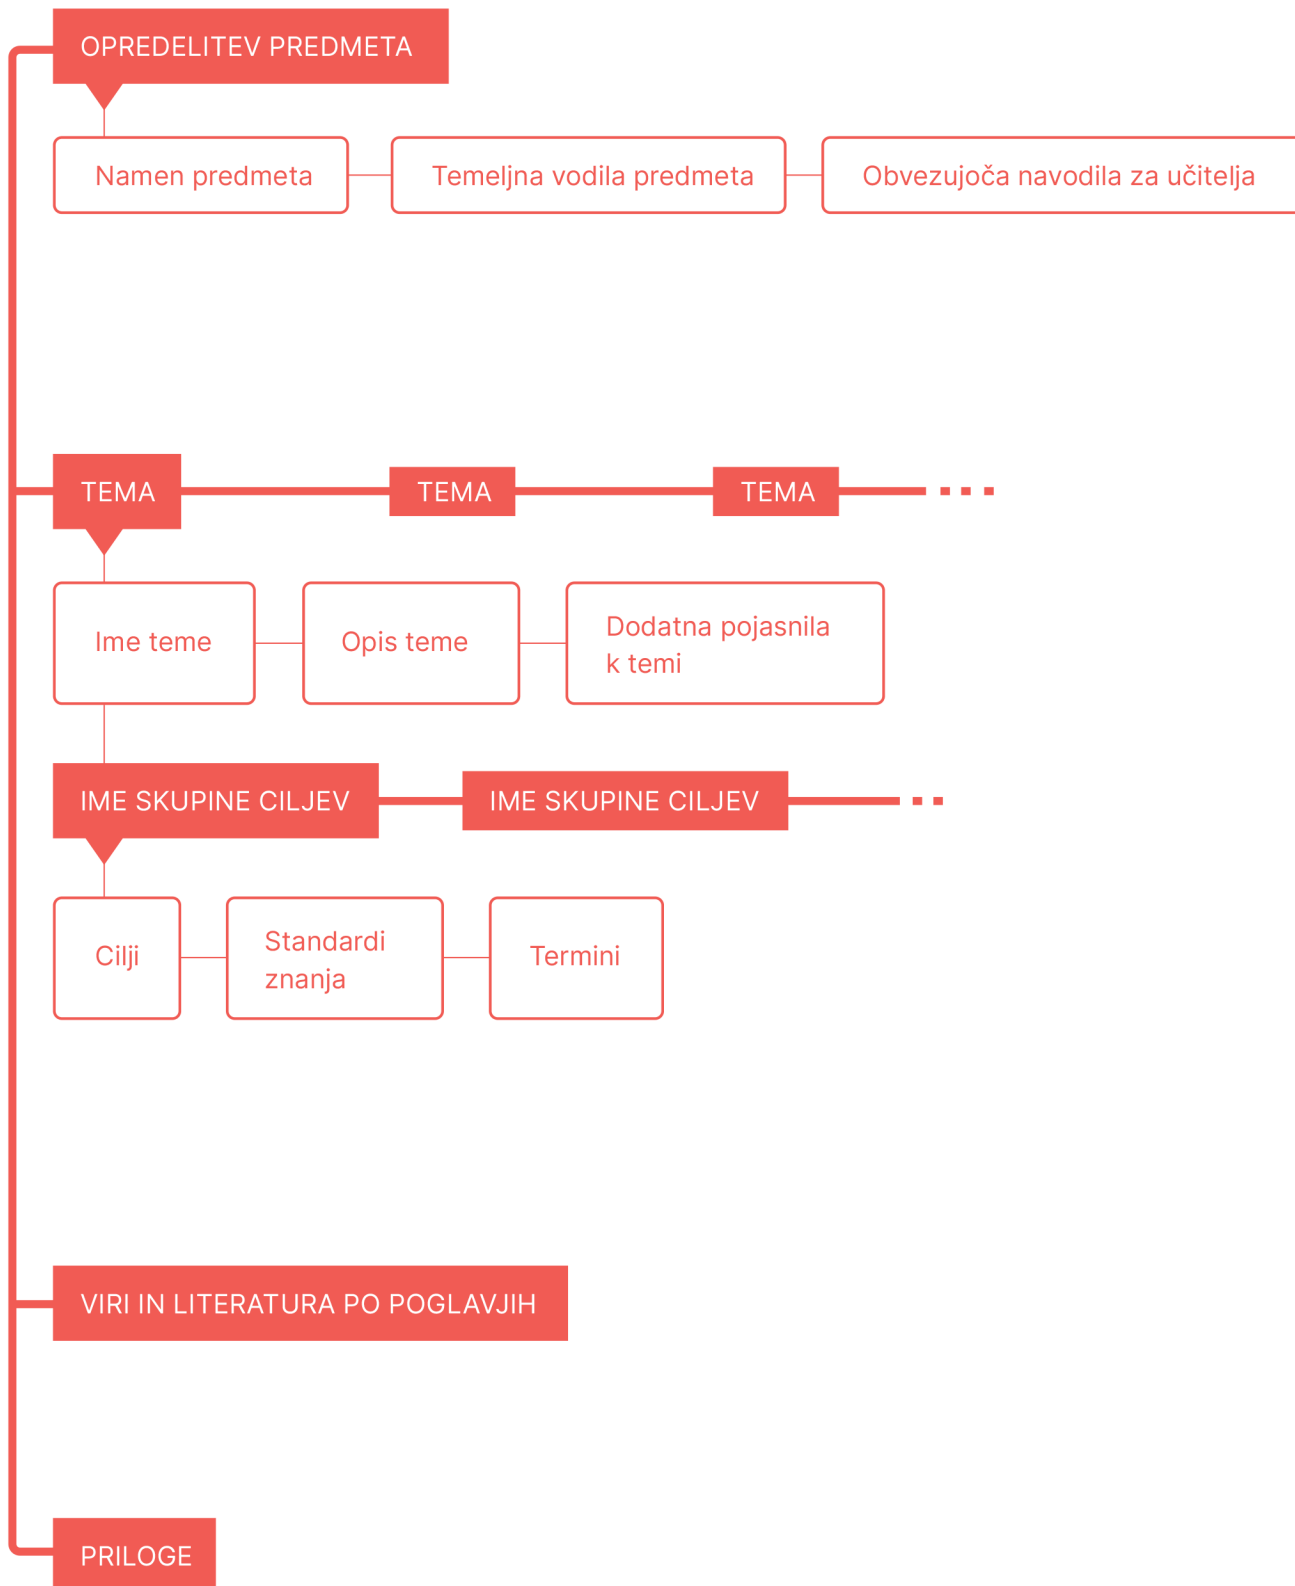 OPREDELITEV PREDMETA
Namen predmeta
Temeljna vodila predmeta
Obvezujoča navodila za učitelja
TEMA
TEMA
TEMA
Ime teme
Opis teme
Dodatna pojasnila
k temi
IME SKUPINE CILJEV
IME SKUPINE CILJEV
Cilji
Standardi
znanja
Termini
VIRI IN LITERATURA PO POGLAVJIH
PRILOGE